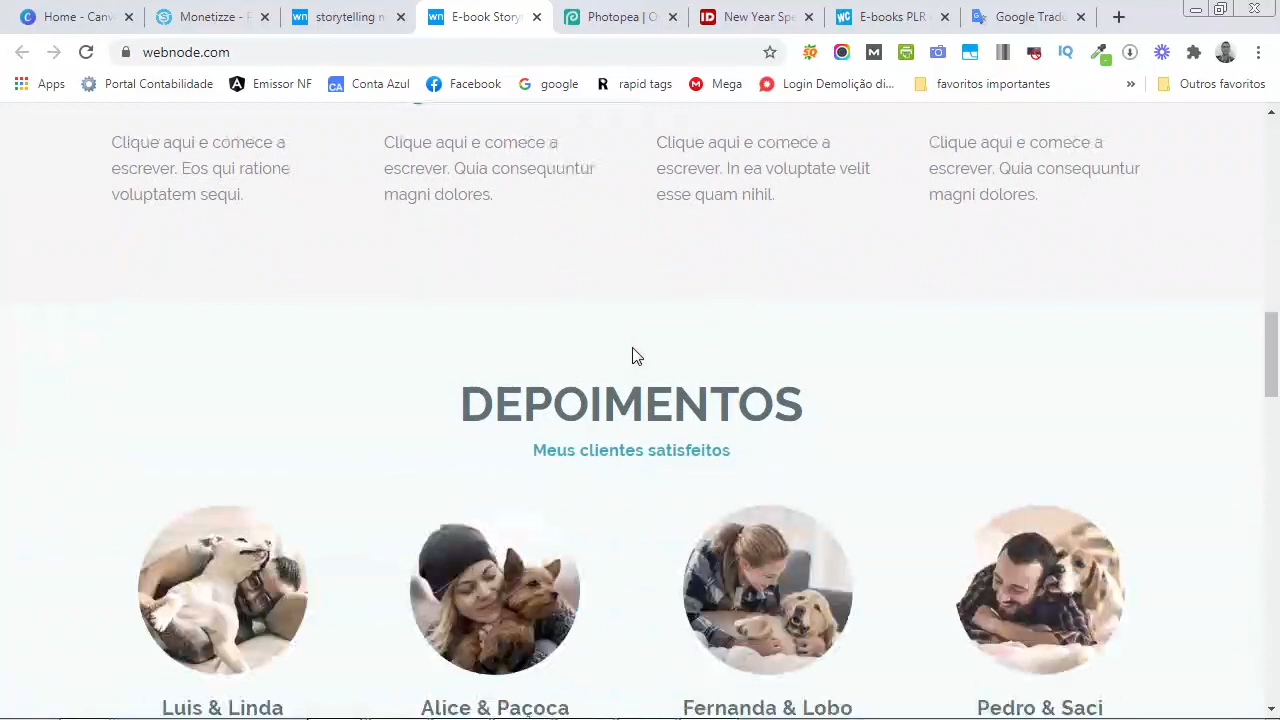 Home - Canv
Monetizze - F
storytelling n
E-book Story
Photopea | O
New Year Spe
E-books PLR
Google Tradu
webnode.com
Apps
Portal Contabilidade
Emissor NF
Conta Azul
Facebook
google
rapid tags
Mega
Login Demolição di...
favoritos importantes
»
Outros favoritos
Clique aqui e comece a
escrever. Eos qui ratione
voluptatem sequi.
Clique aqui e comece a
escrever. Quia consequuntur
magni dolores.
Clique aqui e comece a
escrever. In ea voluptate velit
esse quam nihil.
Clique aqui e comece a
escrever. Quia consequuntur
magni dolores.
DEPOIMENTOS
Meus clientes satisfeitos
Luis & Linda
Alice & Paçoca
Fernanda & Lobo
Pedro & Saci